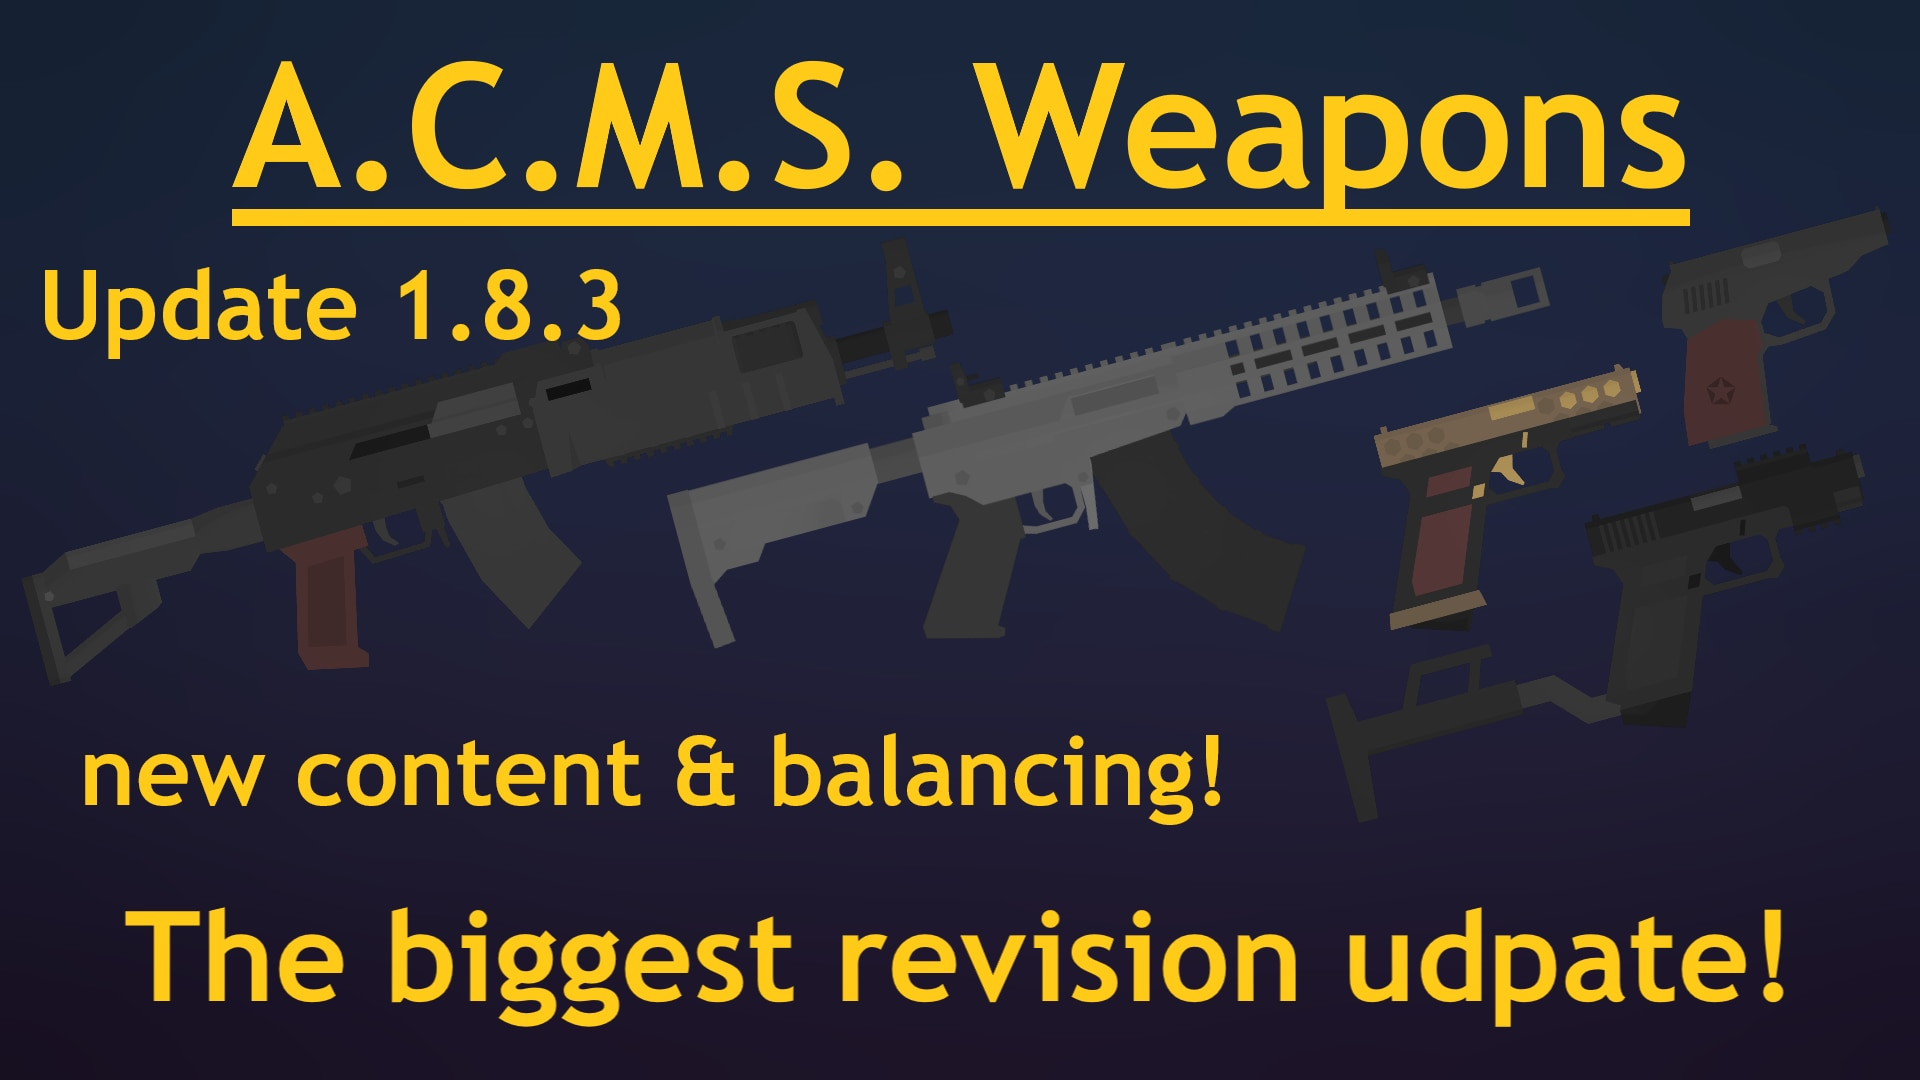 A.C.M.S. Weapons
Update 1.8.3
new content & balancing!
The biggest revision udpate!